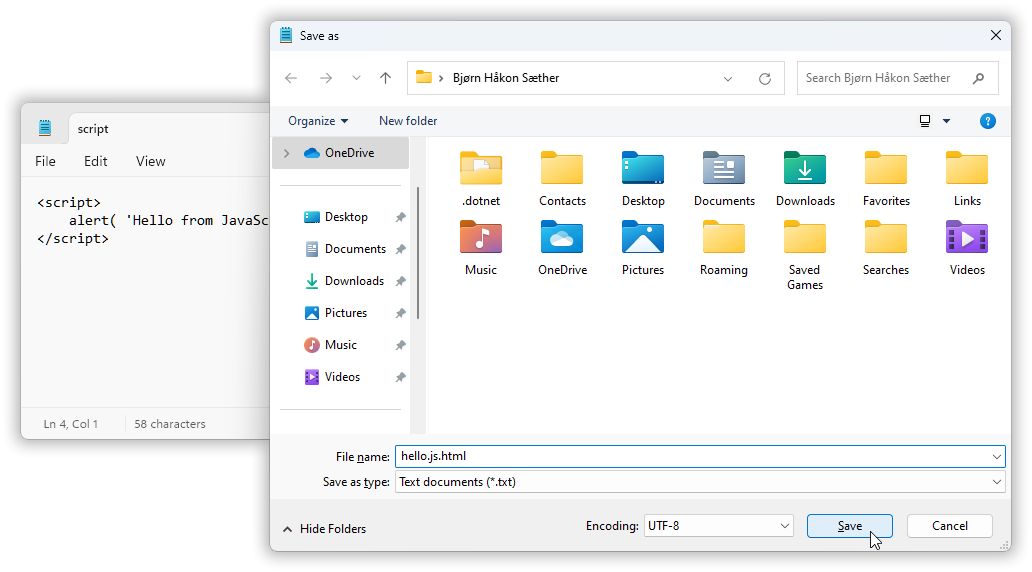 Save as
Bjørn Håkon Sæther
Search Bjørn Håkon Sæther
Organize
New folder
script
File Edit View
<script>
alert( 'Hello from JavaSc
</script>
Ln 4, Col 1
58 characters
OneDrive
Desktop
Documents
Downloads
Pictures
Music
Videos
.dotnet Contacts Desktop Documents Downloads Favorites Links
Music OneDrive Pictures Roaming Saved Games Searches Videos
File name: hello.js.html
Save as type: Text documents (*.txt)
Hide Folders
Encoding: UTF-8
Save
Cancel